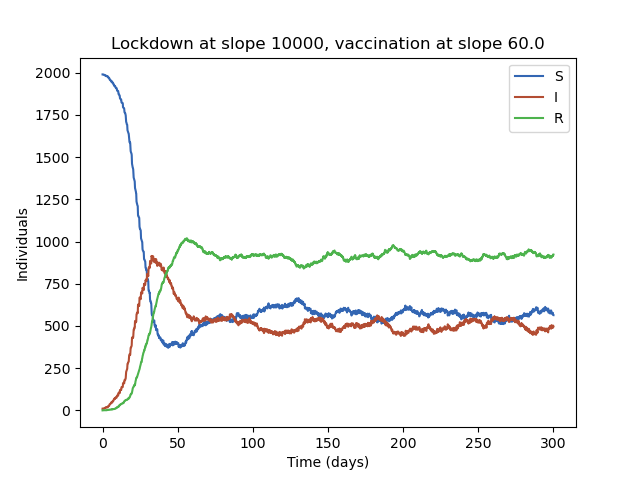 Lockdown at slope 10000, vaccination at slope 60.0
S
I
R
2000
1750
1500
1250
1000
750
500
250
0
Individuals
0 50 100 150 200 250 300
Time (days)